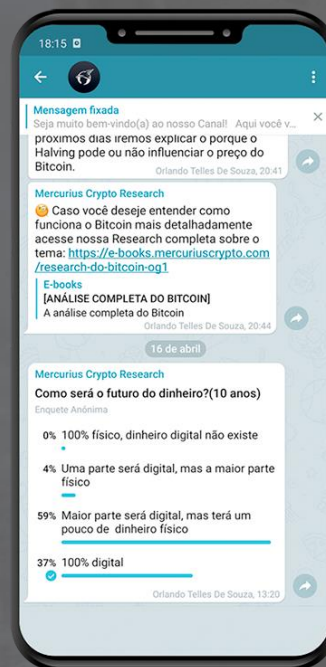 18:15
Mensagem fixada
Seja muito bem-vindo(a) ao nosso Canal! Aqui você v...
próximos dias iremos explicar o porque o
Halving pode ou não influenciar o preço do
Bitcoin.
Orlando Telles De Souza, 20:41
Mercurius Crypto Research
🧐 Caso você deseje entender como
funciona o Bitcoin mais detalhadamente
acesse nossa Research completa sobre o
tema: https://e-books.mercuriuscrypto.com
/research-do-bitcoin-og1
E-books
[ANÁLISE COMPLETA DO BITCOIN]
A análise completa do Bitcoin
Orlando Telles De Souza, 20:44
16 de abril
Mercurius Crypto Research
Como será o futuro do dinheiro?(10 anos)
Enquete Anónima
0% 100% físico, dinheiro digital não existe
4% Uma parte será digital, mas a maior parte
físico
59% Maior parte será digital, mas terá um
pouco de dinheiro físico
37% 100% digital
Orlando Telles De Souza, 13:20